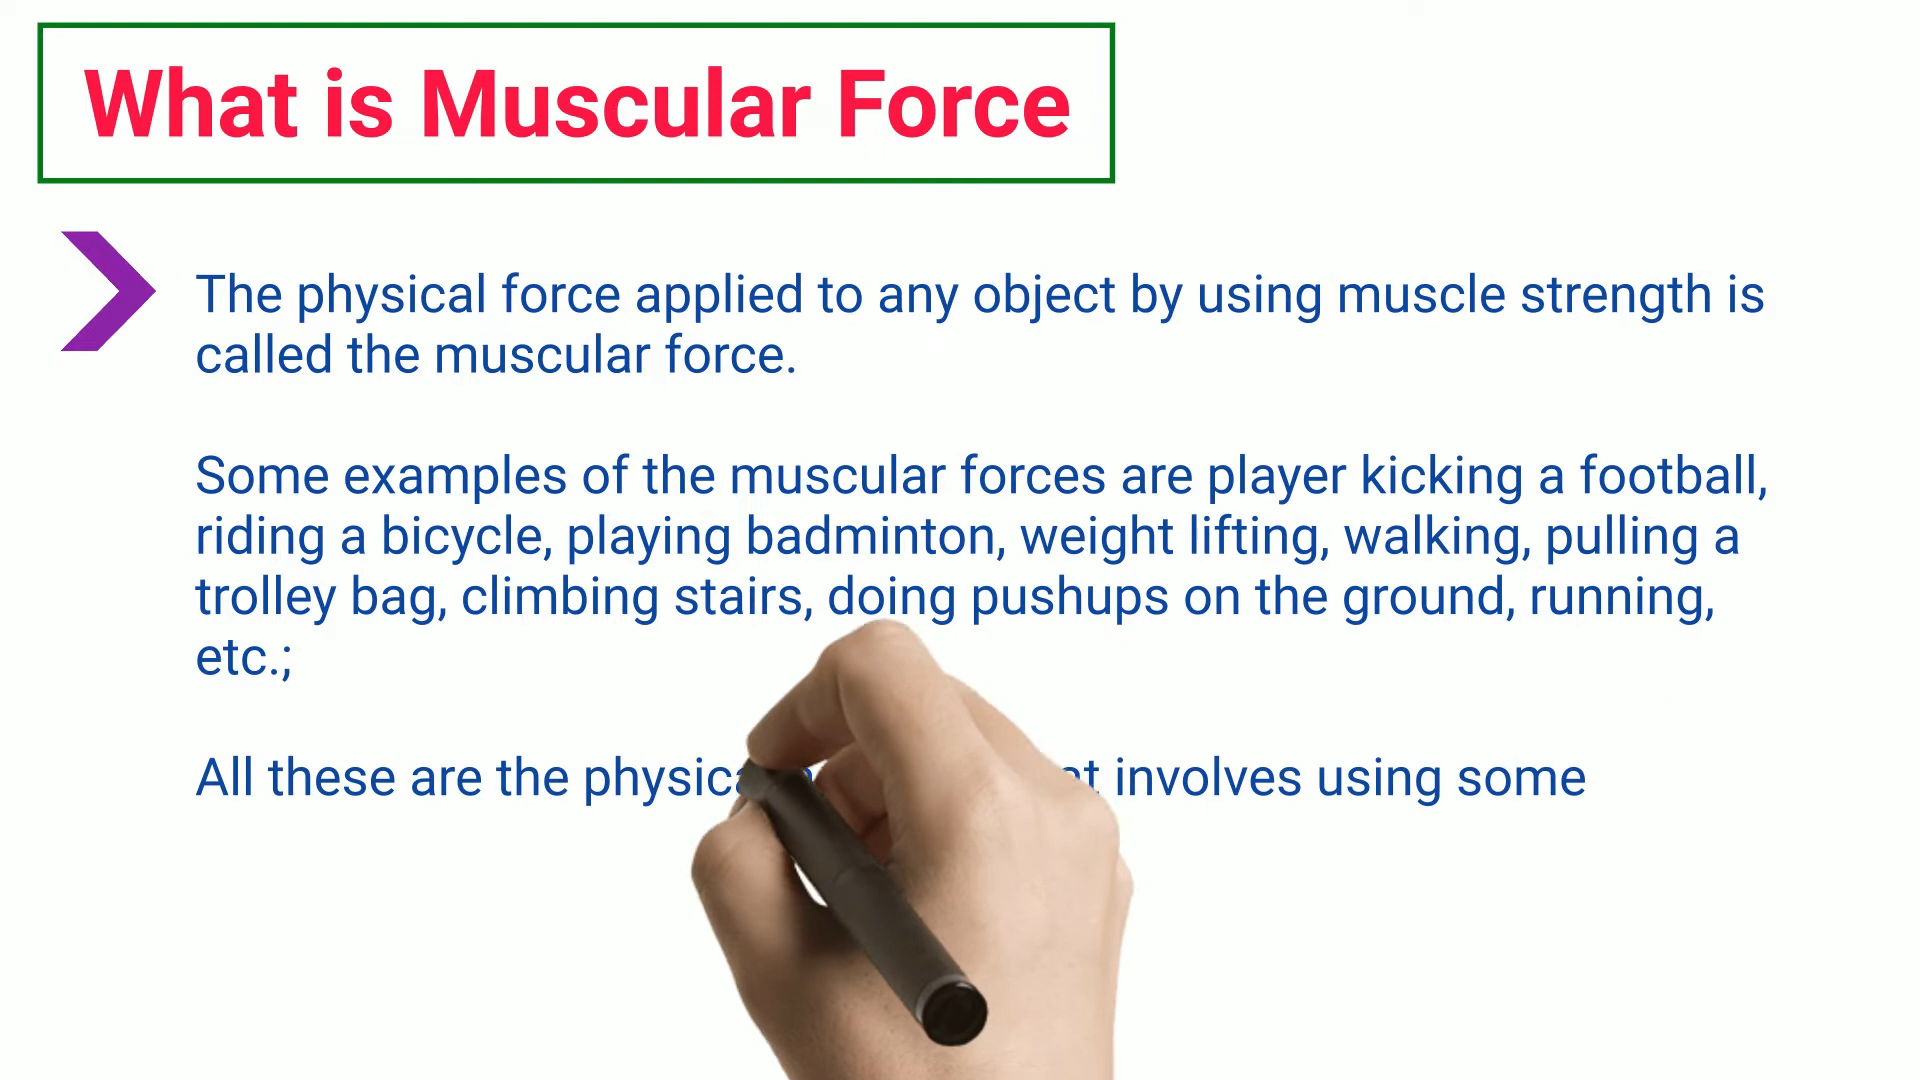 What is Muscular Force
The physical force applied to any object by using muscle strength is
called the muscular force.
Some examples of the muscular forces are player kicking a football,
riding a bicycle, playing badminton, weight lifting, walking, pulling a
trolley bag, climbing stairs, doing pushups on the ground, running,
etc.;
All these are the involves using some